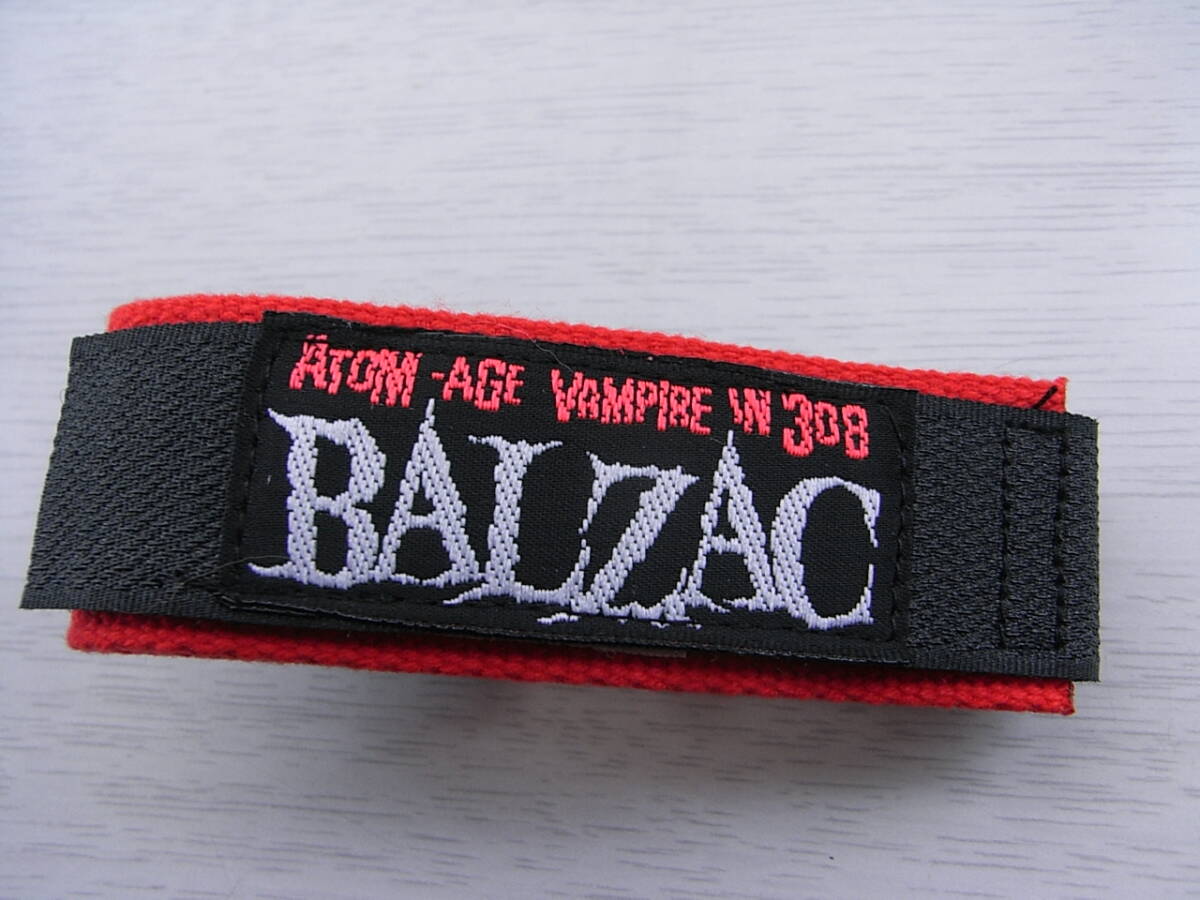 ATOM-AGE VAMPIRE IN 308
BALZAC